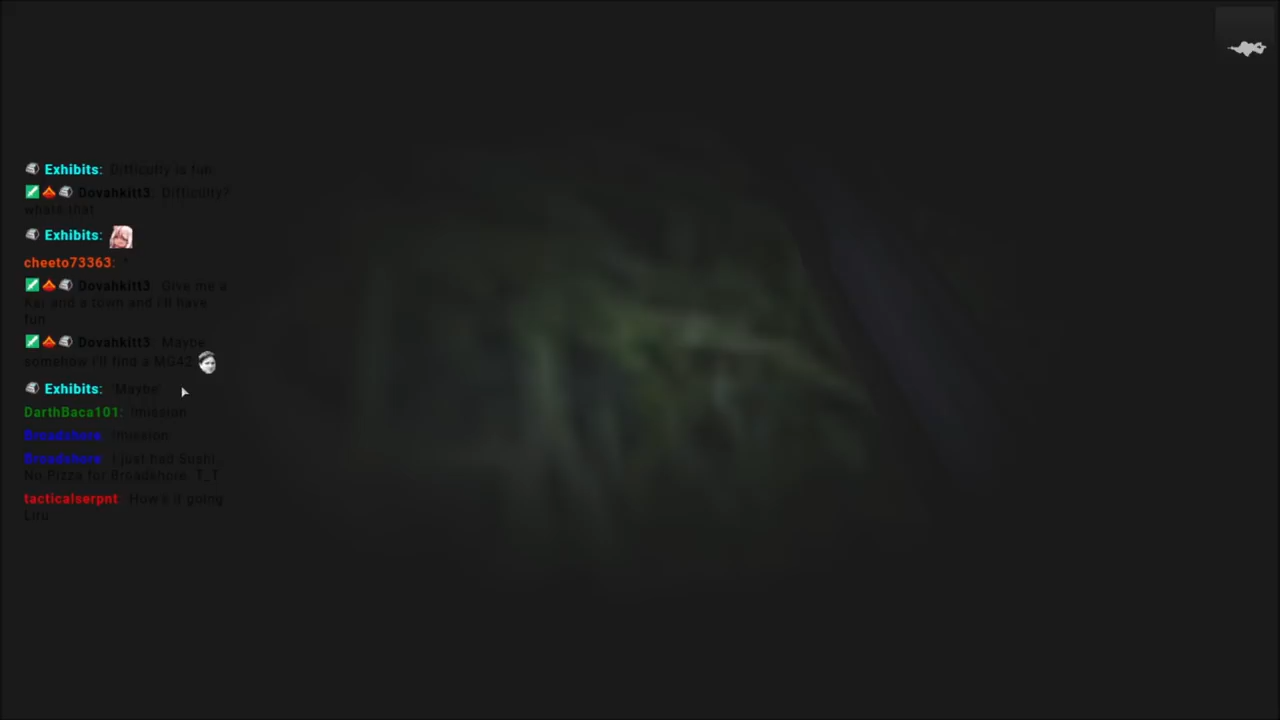 Exhibits: Difficulty is fun
Dovahkitt3: Difficulty?
whats that
Exhibits:
cheeto73363: "
Dovahkitt3: Give me a
Kar and a town and i'll have
fun
Dovahkitt3: Maybe
somehow i'll find a MG42
Exhibits: 'Maybe'
DarthBaca101: !mission
Broadshore: !mission
Broadshore: I just had Sushi.
No Pizza for Broadshore. T_T
tacticalserpnt: How's it going
Liru